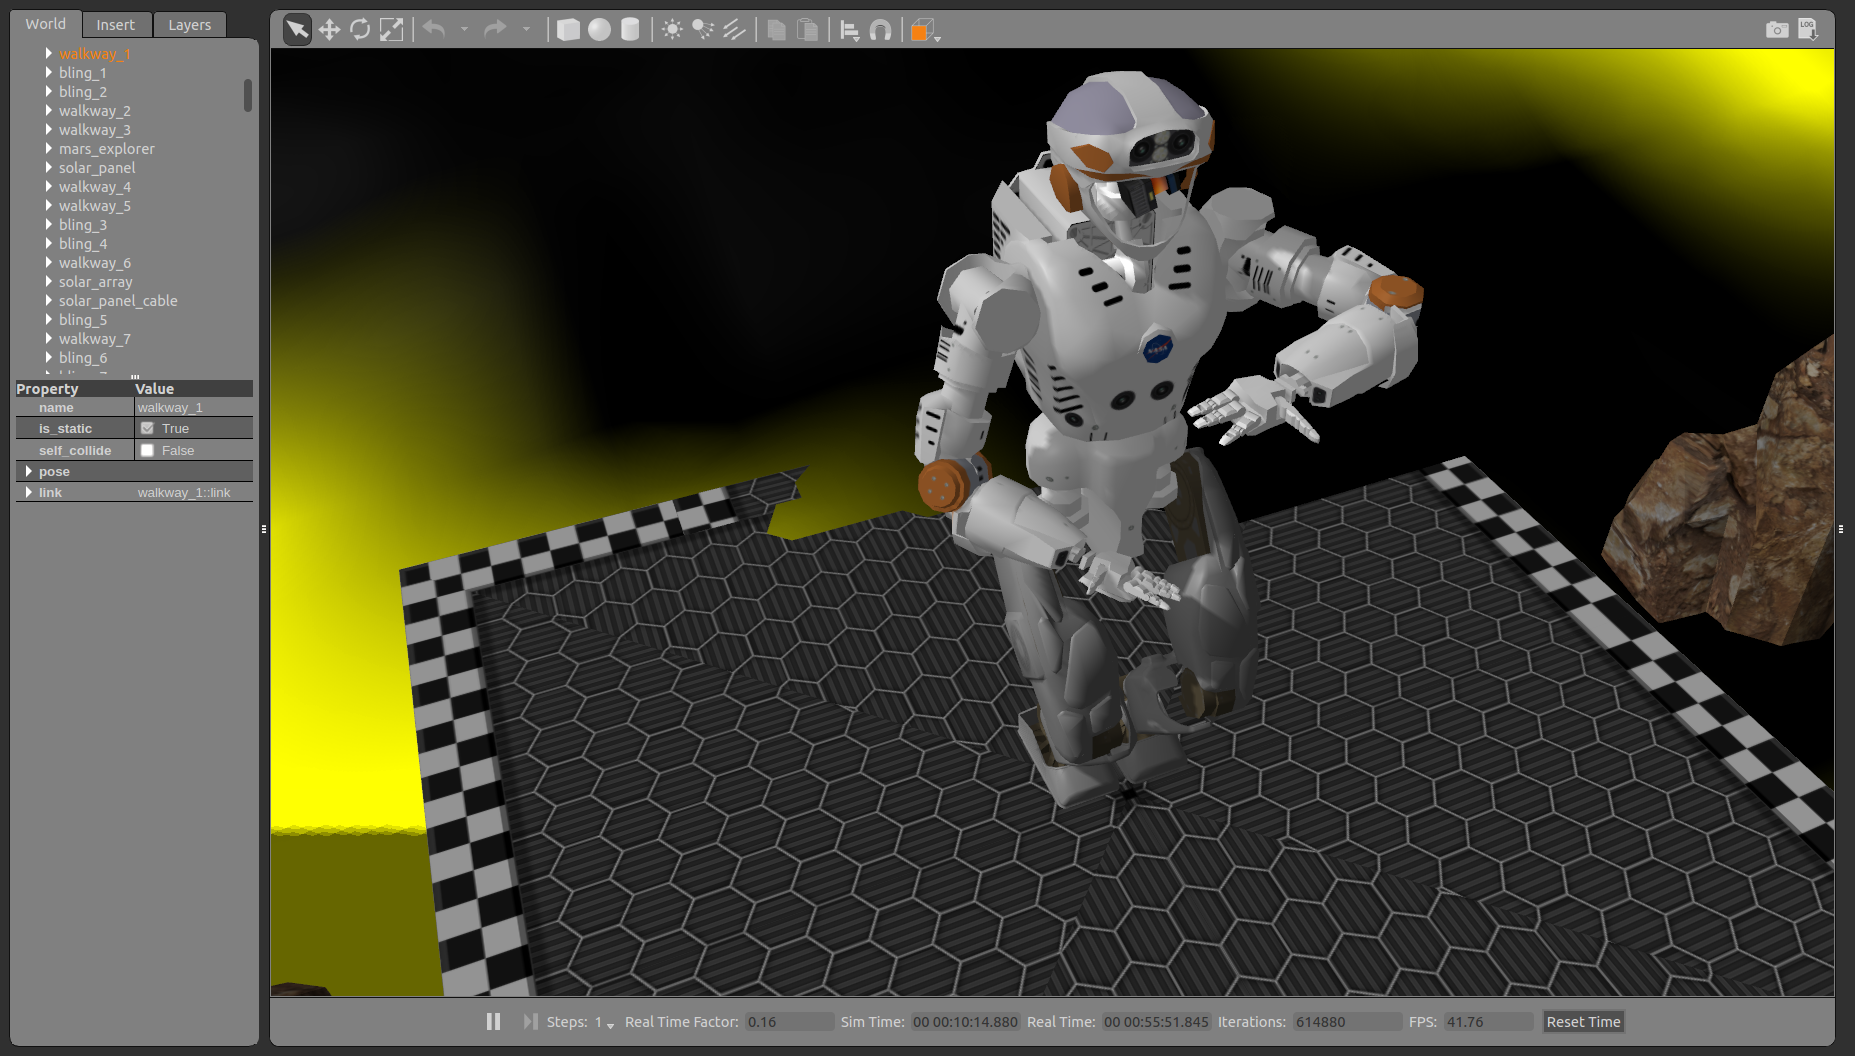 World Insert Layers
walkway_1
bling_1
bling_2
walkway_2
walkway_3
mars_explorer
solar_panel
walkway_4
walkway_5
bling_3
bling_4
walkway_6
solar_array
solar_panel_cable
bling_5
walkway_7
bling_6
Property Value
name walkway_1
is_static True
self_collide False
pose
link walkway_1::link
LOG
NASA
Steps: 1 Real Time Factor: 0.16 Sim Time: 00 00:10:14.880 Real Time: 00 00:55:51.845 Iterations: 614880 FPS: 41.76 Reset Time